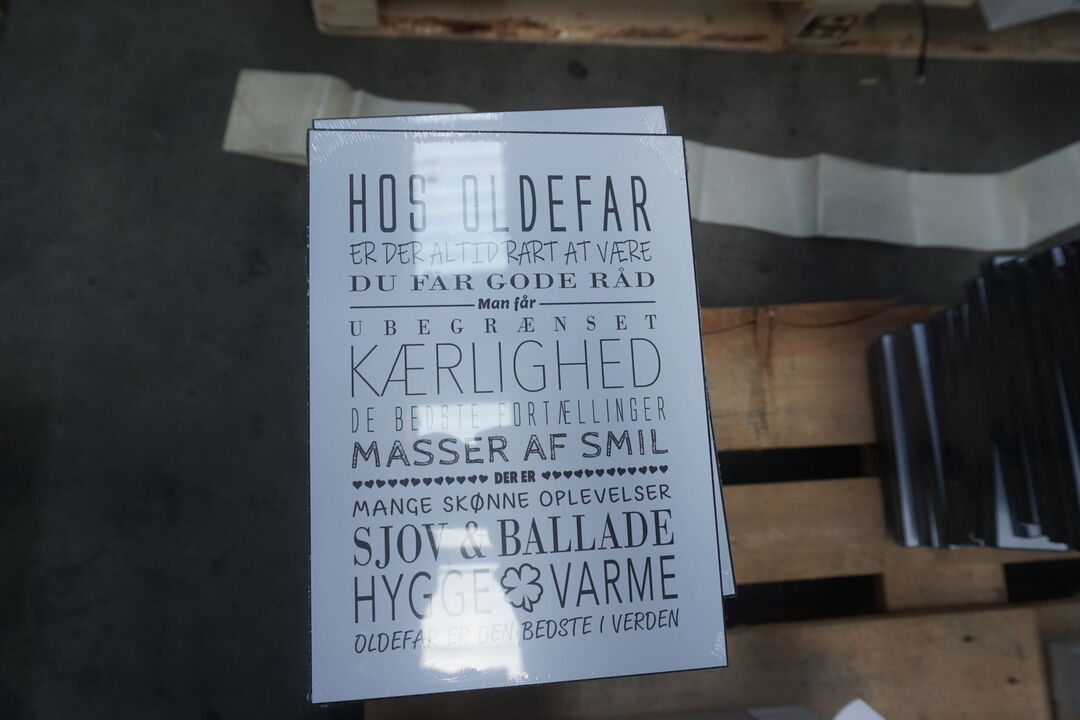 HOS OLDEFAR
ER DER ALTID RART AT VÆRE
DU FÅR GODE RÅD
Man får
UBEGRÆNSET
KÆRLIGHED
DE BEDSTE FORTÆLLINGER
MASSER AF SMIL
DER ER
MANGE SKØNNE OPLEVELSER
SJOV & BALLADE
HYGGE VARME
OLDEFAR ER DEN BEDSTE I VERDEN